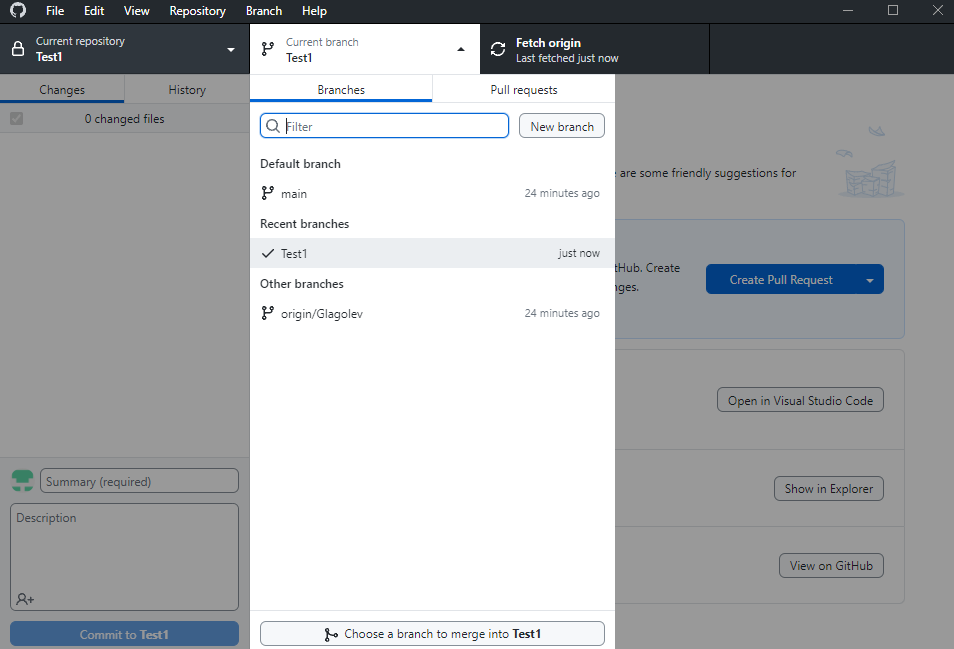 File Edit View Repository Branch Help
Current repository
Test1
Current branch
Test1
Fetch origin
Last fetched just now
Changes History
0 changed files
Summary (required)
Description
Commit to Test1
Branches Pull requests
Filter
New branch
Default branch
main 24 minutes ago
Recent branches
Test1 just now
Other branches
origin/Glagolev 24 minutes ago
Choose a branch to merge into Test1
are some friendly suggestions for
Hub. Create
Create Pull Request
Open in Visual Studio Code
Show in Explorer
View on GitHub